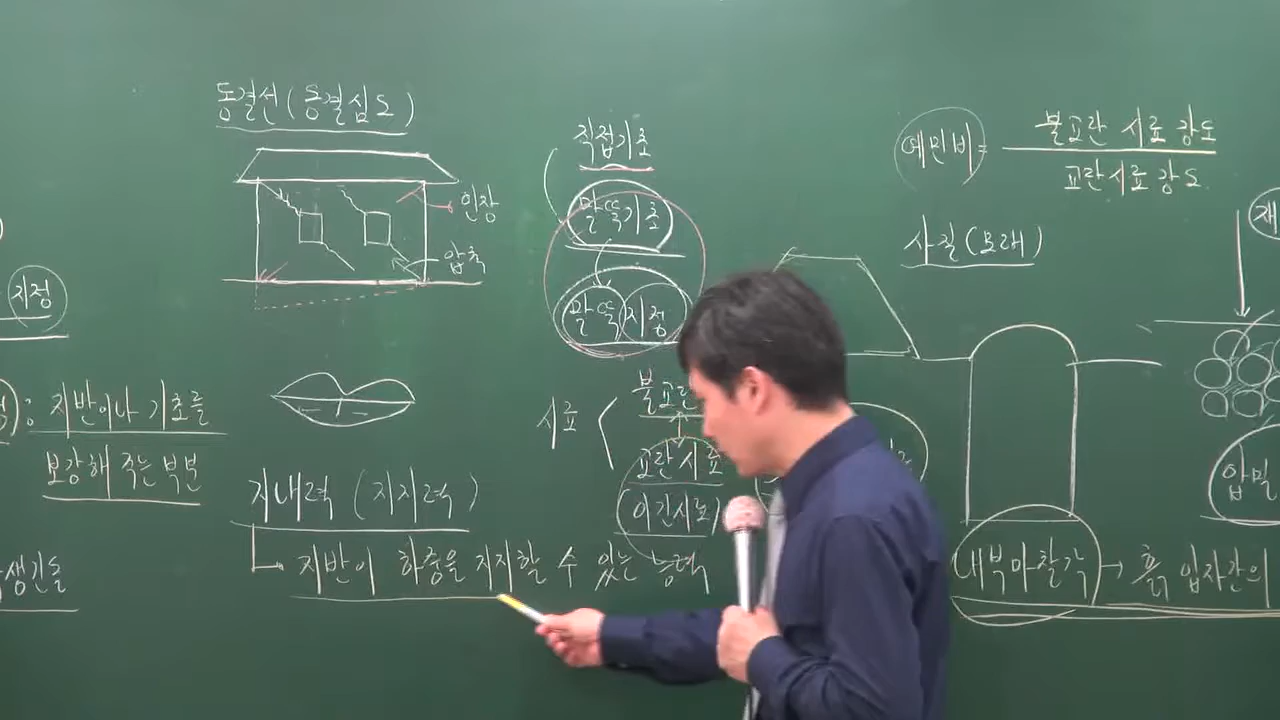 지정
: 지반이나 기초를
보강해 주는 부분
생긴을
동결선(동결심도)
인장
압축
지내력 (지지력)
지반이 하중을 지지할 수 있는 능력
직접기초
말뚝기초
말뚝지정
시료
불교란
교란시료
(이긴시료)
예민비 = 불교란 시료 강도
교란시료 강도
사질(모래)
내부마찰각 → 흙 입자간의
재
압밀